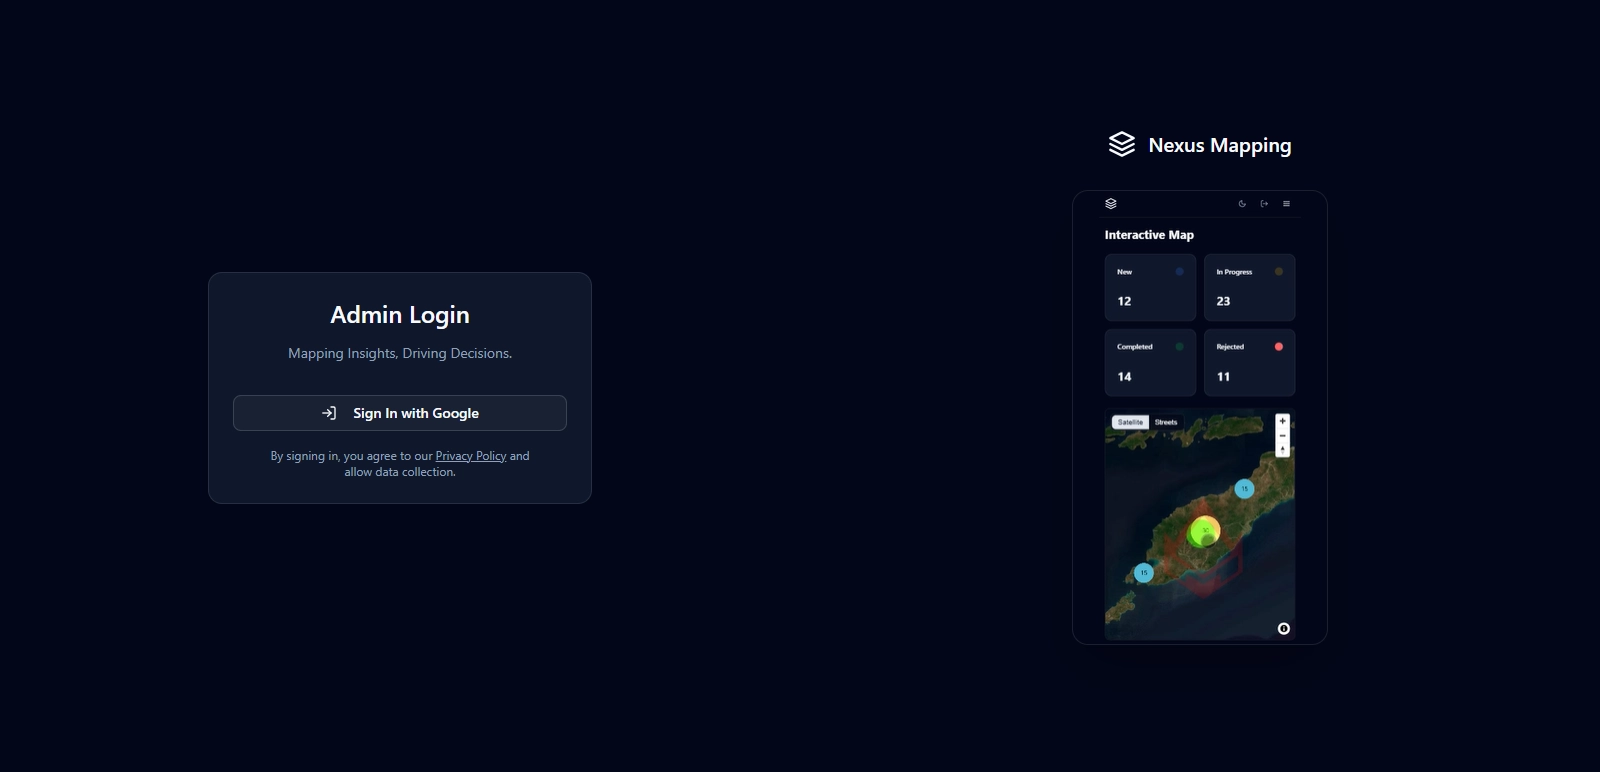 Admin Login
Mapping Insights, Driving Decisions.
Sign In with Google
By signing in, you agree to our Privacy Policy and
allow data collection.
Nexus Mapping
Interactive Map
New
12
In Progress
23
Completed
14
Rejected
11
Satellite Streets
15
15